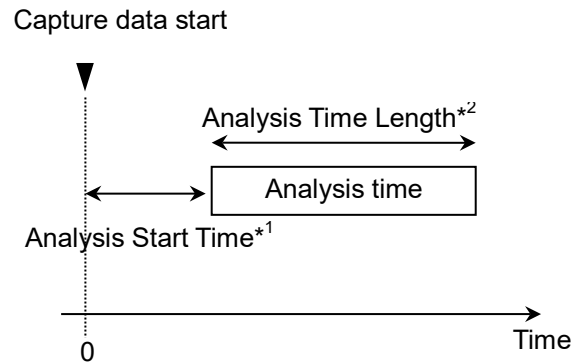 Capture data start
Analysis Time Length*2
Analysis time
Analysis Start Time*1
Time
0